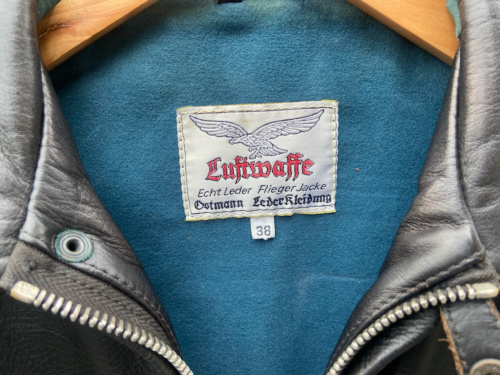 Luftwaffe
Echt Leder Flieger Jacke
Ostmann LederKleidung
38